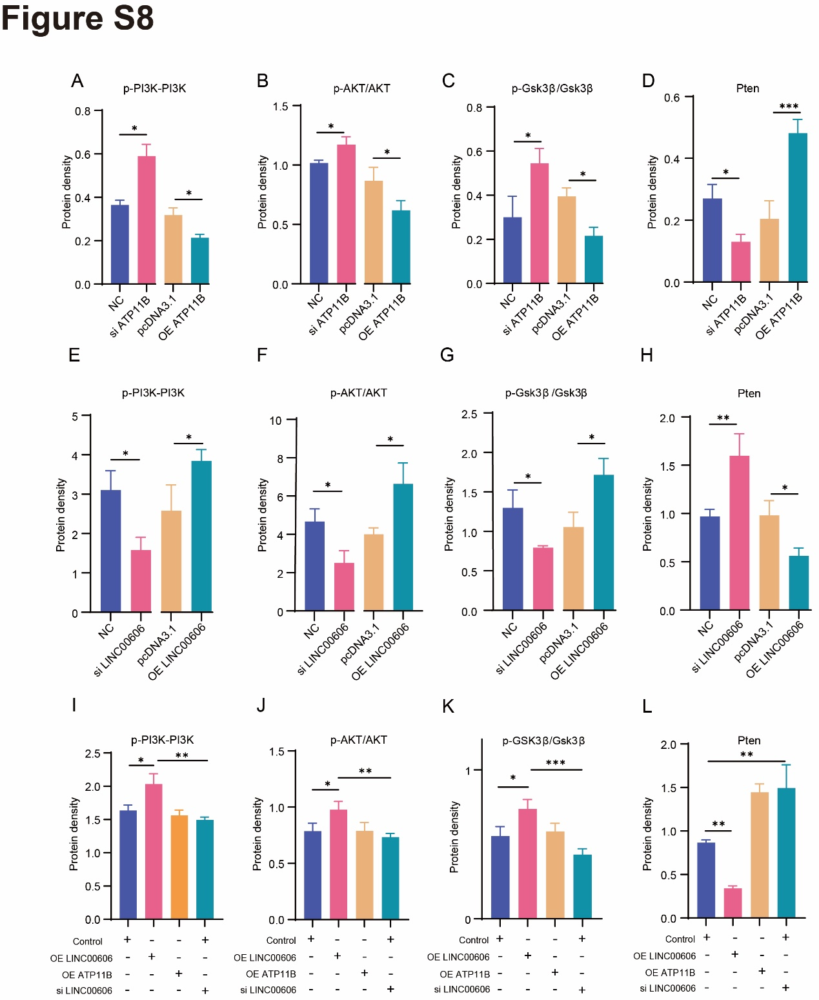 Figure S8
A
p-PI3K-PI3K
Protein density
0.8
0.6
0.4
0.2
0.0
*
*
NC
si ATP11B
pcDNA3.1
OE ATP11B
B
p-AKT/AKT
Protein density
1.5
1.0
0.5
0.0
*
*
NC
si ATP11B
pcDNA3.1
OE ATP11B
C
p-Gsk3β/Gsk3β
Protein density
0.8
0.6
0.4
0.2
0.0
*
*
NC
si ATP11B
pcDNA3.1
OE ATP11B
D
Pten
Protein density
0.6
0.4
0.2
0.0
*
***
NC
si ATP11B
pcDNA3.1
OE ATP11B
E
p-PI3K-PI3K
Protein density
5
4
3
2
1
0
*
*
NC
si LINC00606
pcDNA3.1
OE LINC00606
F
p-AKT/AKT
Protein density
10
8
6
4
2
0
*
*
NC
si LINC00606
pcDNA3.1
OE LINC00606
G
p-Gsk3β /Gsk3β
Protein density
2.5
2.0
1.5
1.0
0.5
0.0
*
*
NC
si LINC00606
pcDNA3.1
OE LINC00606
H
Pten
Protein density
2.0
1.5
1.0
0.5
0.0
**
*
NC
si LINC00606
pcDNA3.1
OE LINC00606
I
p-PI3K-PI3K
Protein density
2.5
2.0
1.5
1.0
0.5
0.0
*
**
Control + - - +
OE LINC00606 - + - -
OE ATP11B - - + -
si LINC00606 - - - +
J
p-AKT/AKT
Protein density
1.5
1.0
0.5
0.0
*
**
Control + - - +
OE LINC00606 - + - -
OE ATP11B - - + -
si LINC00606 - - - +
K
p-GSK3β/Gsk3β
Protein density
1
0
*
***
Control + - - +
OE LINC00606 - + - -
OE ATP11B - - + -
si LINC00606 - - - +
L
Pten
Protein density
2.0
1.5
1.0
0.5
0.0
**
**
Control + - - +
OE LINC00606 - + - -
OE ATP11B - - + -
si LINC00606 - - - +